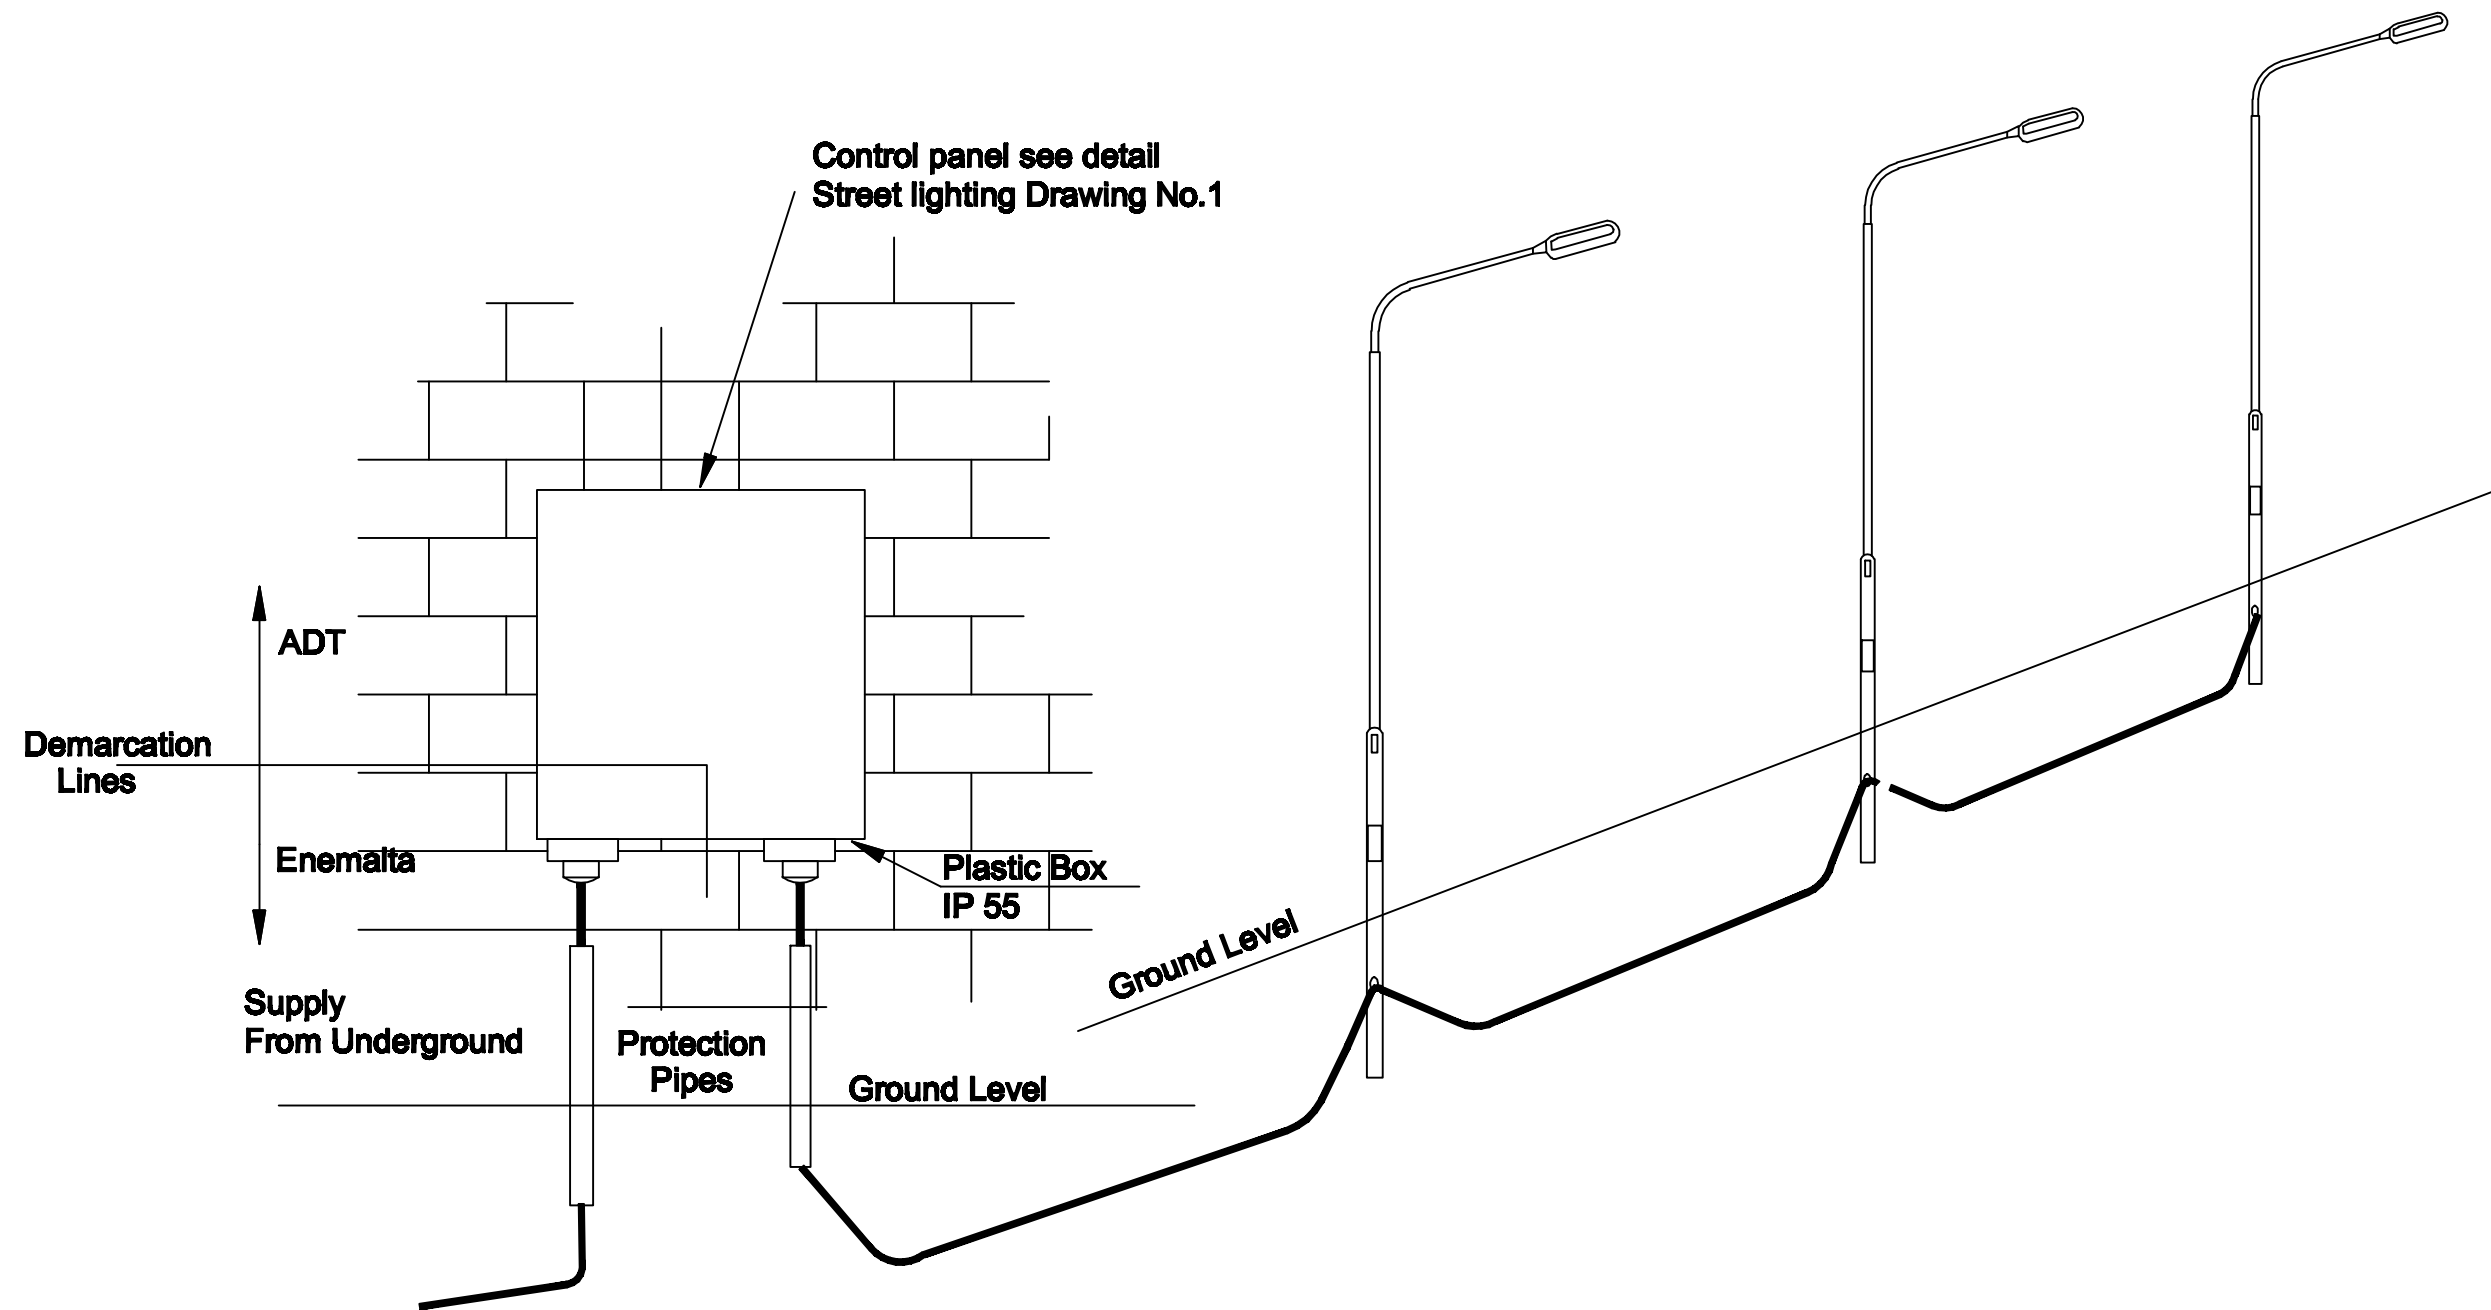 Control panel see detail
Street lighting Drawing No.1
ADT
Demarcation
Lines
Enemalta
Plastic Box
IP 55
Ground Level
Supply
From Underground
Protection
Pipes
Ground Level